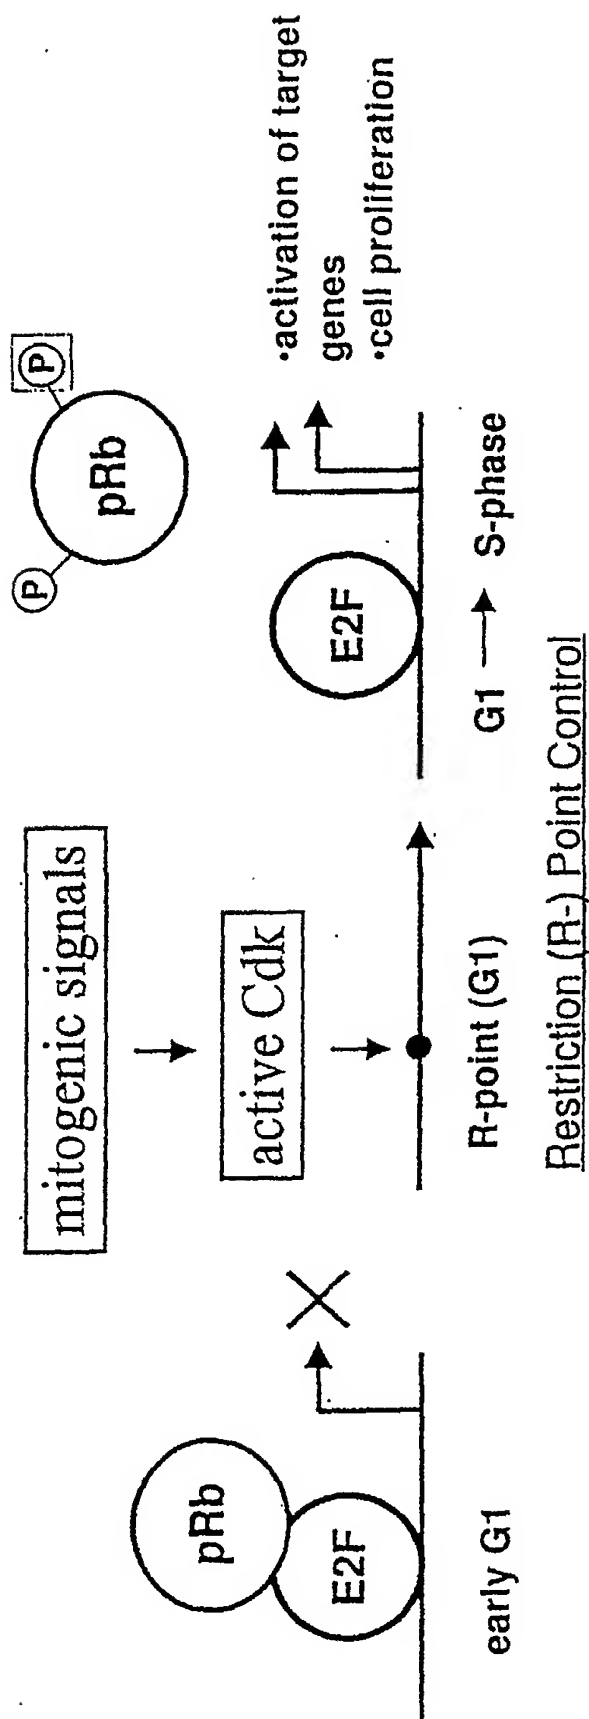 pRb
E2F
early G1
mitogenic signals
active Cdk
R-point (G1)
P
pRb
P
E2F
•activation of target
genes
•cell proliferation
G1 → S-phase
Restriction (R-) Point Control